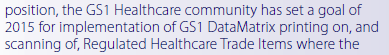 position, the GS1 Healthcare community has set a goal of
2015 for implementation of GS1 DataMatrix printing on, and
scanning of, Regulated Healthcare Trade Items where the